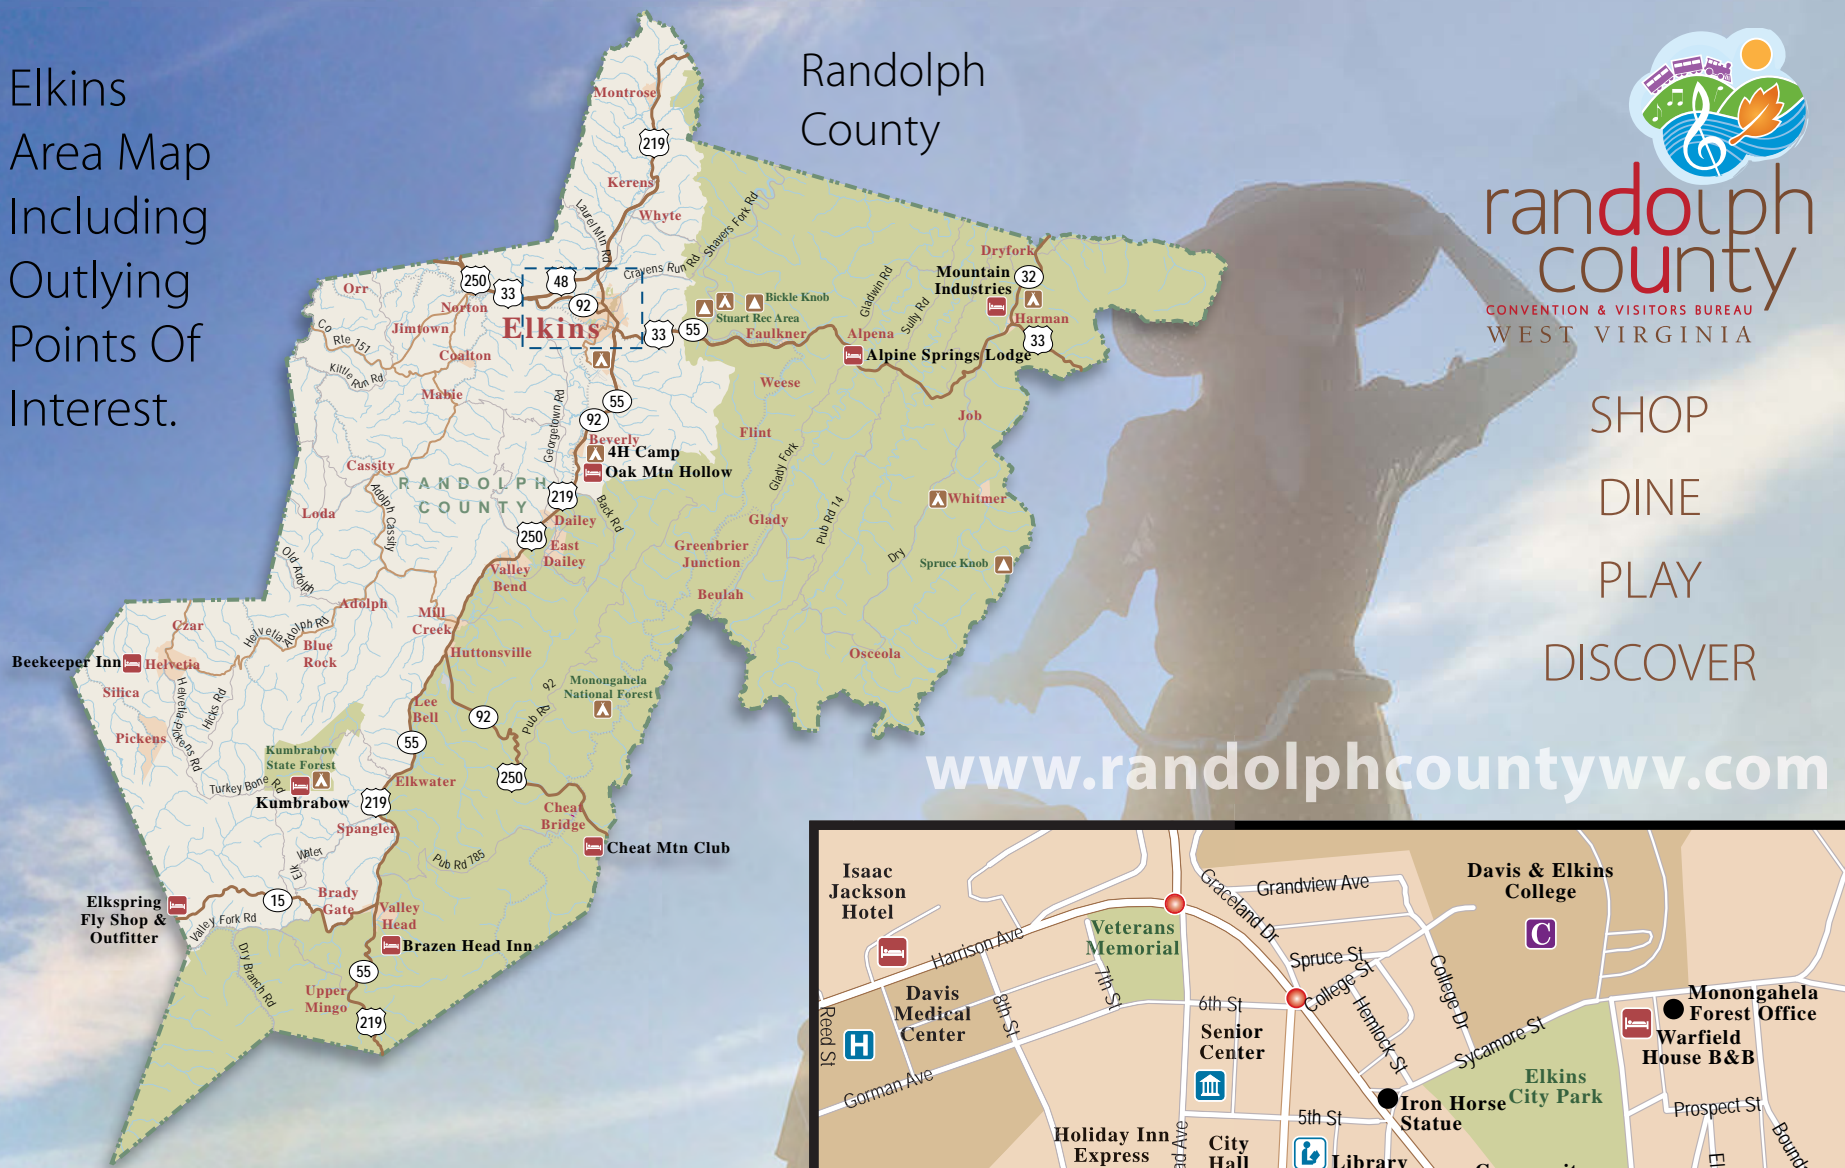 Elkins
Area Map
Including
Outlying
Points Of
Interest.
Randolph
County
randolph
county
CONVENTION & VISITORS BUREAU
WEST VIRGINIA
SHOP
DINE
PLAY
DISCOVER
www.randolphcountywv.com
Montrose
219
Kerens
Laurel Mtn Rd
Whyte
Shavers Fork Rd
Cravens Run Rd
Orr
250
33
48
92
Norton
Elkins
Jimtown
Co Rte 151
Kittle Run Rd
Coalton
Mabie
33
55
Bickle Knob
Stuart Rec Area
Faulkner
Gladwin Rd
Sully Rd
Alpena
Alpine Springs Lodge
Dryfork
Mountain
Industries
32
Harman
33
Weese
Job
Flint
Glady Fork
Georgetown Rd
55
92
Beverly
4H Camp
Oak Mtn Hollow
Cassity
RANDOLPH
COUNTY
219
Back Rd
Loda
Adolph Cassity
Dailey
250
East
Dailey
Valley
Bend
Glady
Pub Rd 14
Whitmer
Greenbrier
Junction
Dry
Spruce Knob
Beulah
Old Adolph
Adolph
Mill
Creek
Czar
Helvetia-Adolph Rd
Blue
Rock
Huttonsville
Osceola
Beekeeper Inn
Helvetia
Silica
Helvetia-pickens Rd
Hicks Rd
Monongahela
National Forest
Pub Rd 92
Lee
Bell
92
Pickens
55
Kumbrabow
State Forest
Turkey Bone Rd
Kumbrabow
250
Elkwater
219
Cheat
Bridge
Spangler
Cheat Mtn Club
Elk Water
Pub Rd 785
Elkspring
Fly Shop &
Outfitter
15
Brady
Gate
Valley Fork Rd
Valley
Head
Brazen Head Inn
Dry Branch Rd
55
Upper
Mingo
219
Isaac
Jackson
Hotel
Harrison Ave
Veterans
Memorial
Graceland Dr
Grandview Ave
Davis & Elkins
College
C
Spruce St
College St
College Dr
Hemlock St
7th St
8th St
6th St
Davis
Medical
Center
H
Reed St
Gorman Ave
Senior
Center
Sycamore St
Monongahela
Forest Office
Warfield
House B&B
Elkins
City Park
Prospect St
Iron Horse
Statue
5th St
Holiday Inn
Express
City
Hall
Library